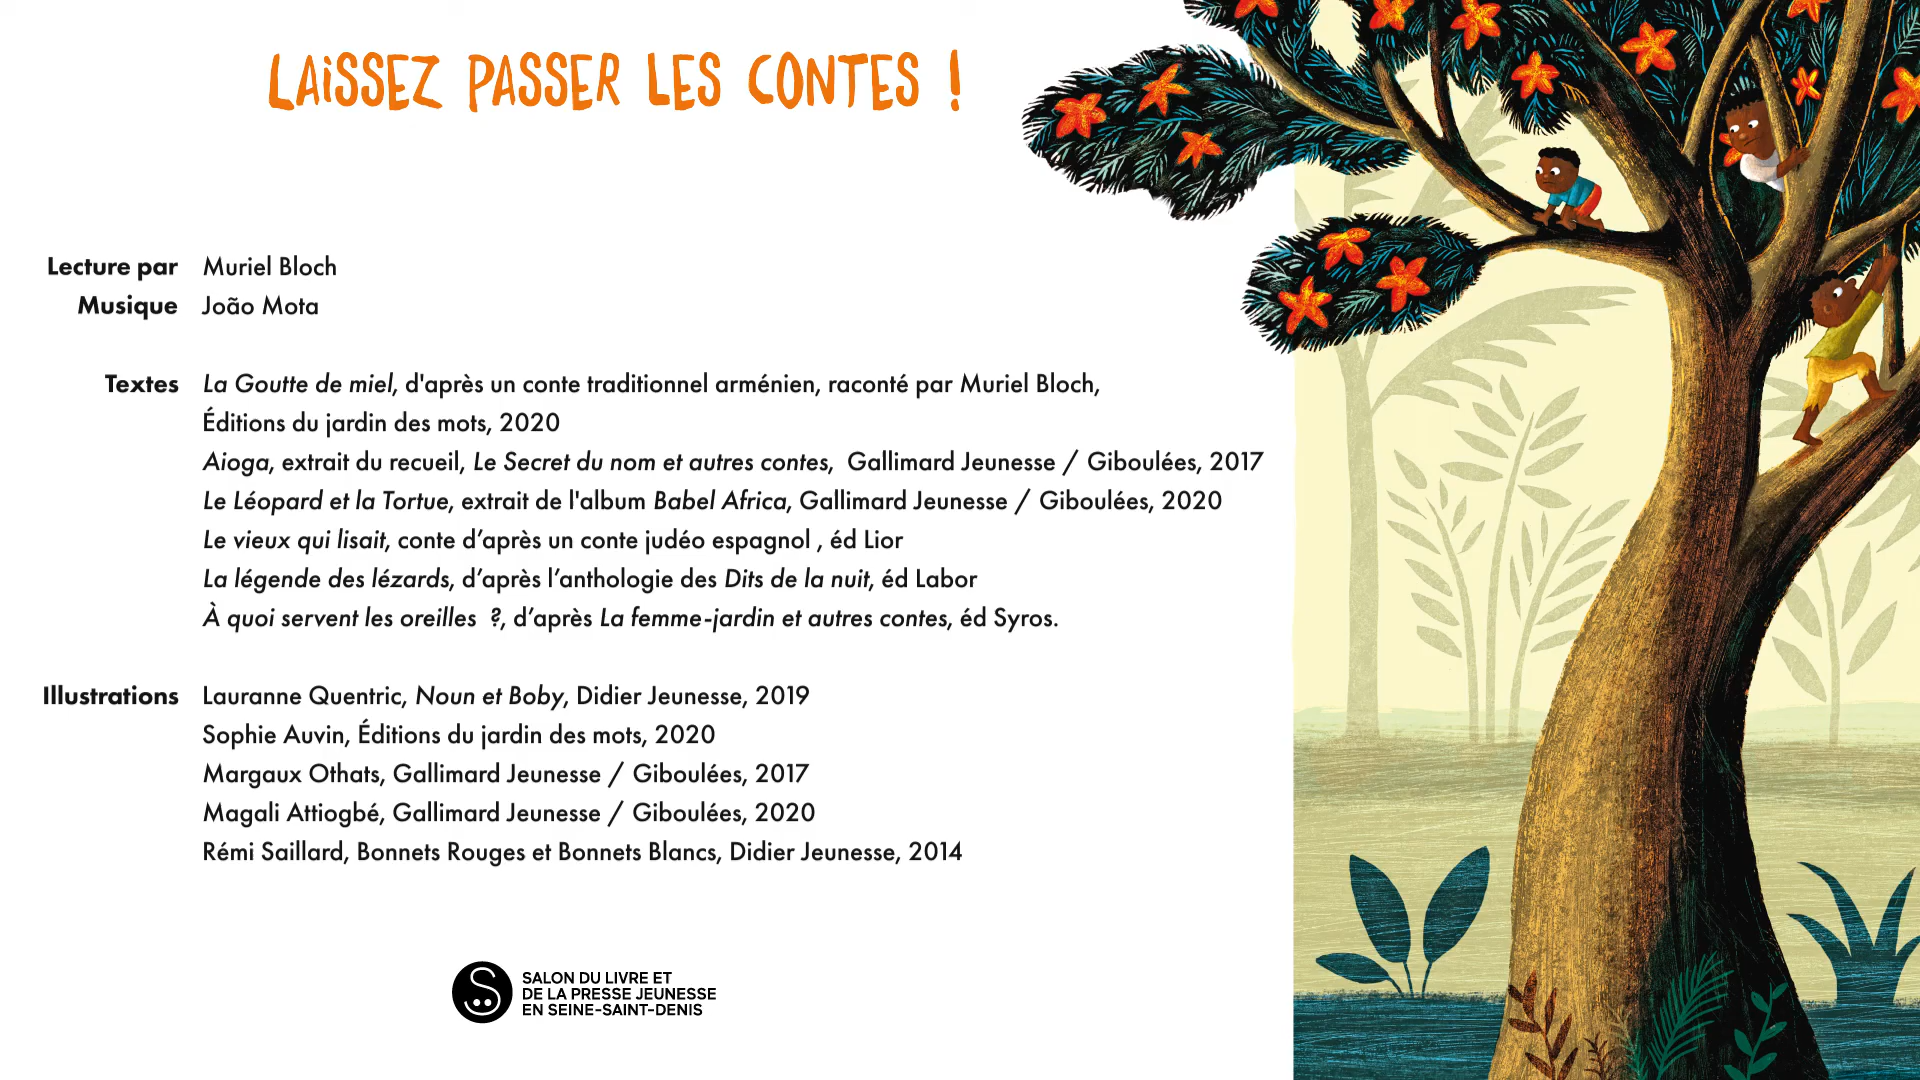 LAiSSEZ PASSER LES CONTES !
Lecture par Muriel Bloch
Musique João Mota
Textes La Goutte de miel, d'après un conte traditionnel arménien, raconté par Muriel Bloch,
Éditions du jardin des mots, 2020
Aioga, extrait du recueil, Le Secret du nom et autres contes, Gallimard Jeunesse / Giboulées, 2017
Le Léopard et la Tortue, extrait de l'album Babel Africa, Gallimard Jeunesse / Giboulées, 2020
Le vieux qui lisait, conte d’après un conte judéo espagnol , éd Lior
La légende des lézards, d’après l’anthologie des Dits de la nuit, éd Labor
À quoi servent les oreilles ?, d’après La femme-jardin et autres contes, éd Syros.
Illustrations Lauranne Quentric, Noun et Boby, Didier Jeunesse, 2019
Sophie Auvin, Éditions du jardin des mots, 2020
Margaux Othats, Gallimard Jeunesse / Giboulées, 2017
Magali Attiogbé, Gallimard Jeunesse / Giboulées, 2020
Rémi Saillard, Bonnets Rouges et Bonnets Blancs, Didier Jeunesse, 2014
SALON DU LIVRE ET
DE LA PRESSE JEUNESSE
EN SEINE-SAINT-DENIS